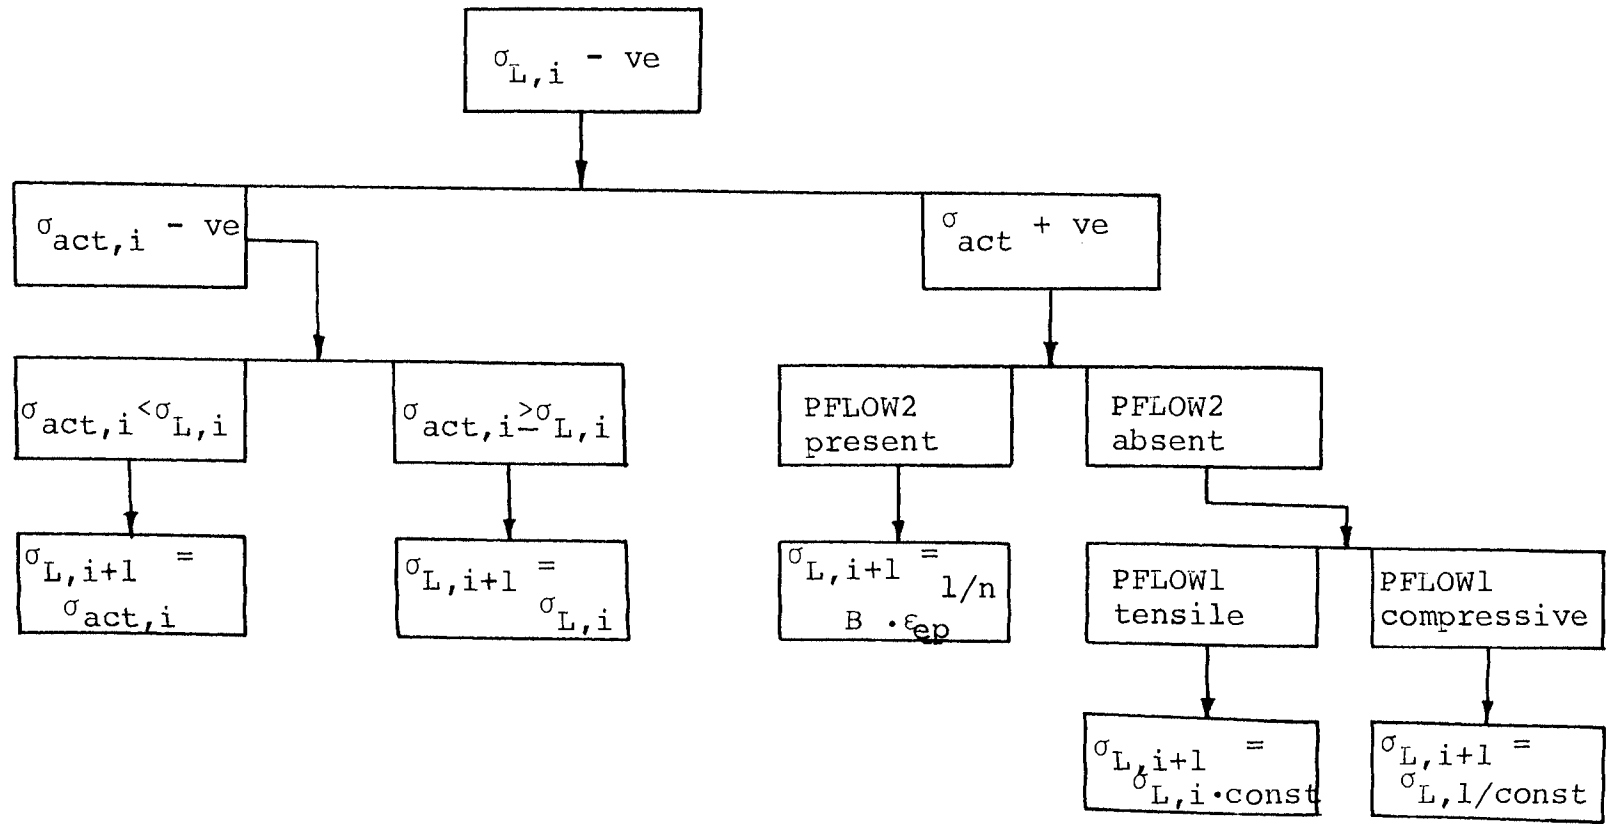 σL,i - ve
σact,i - ve
σact + ve
σact,i<σL,i
σact,i≥σL,i
PFLOW2
present
PFLOW2
absent
σL,i+1 =
σact,i
σL,i+1 =
σL,i
σL,i+1 =
B · εep 1/n
PFLOW1
tensile
PFLOW1
compressive
σL,i+1 =
σL,i·const
σL,i+1 =
σL,1/const